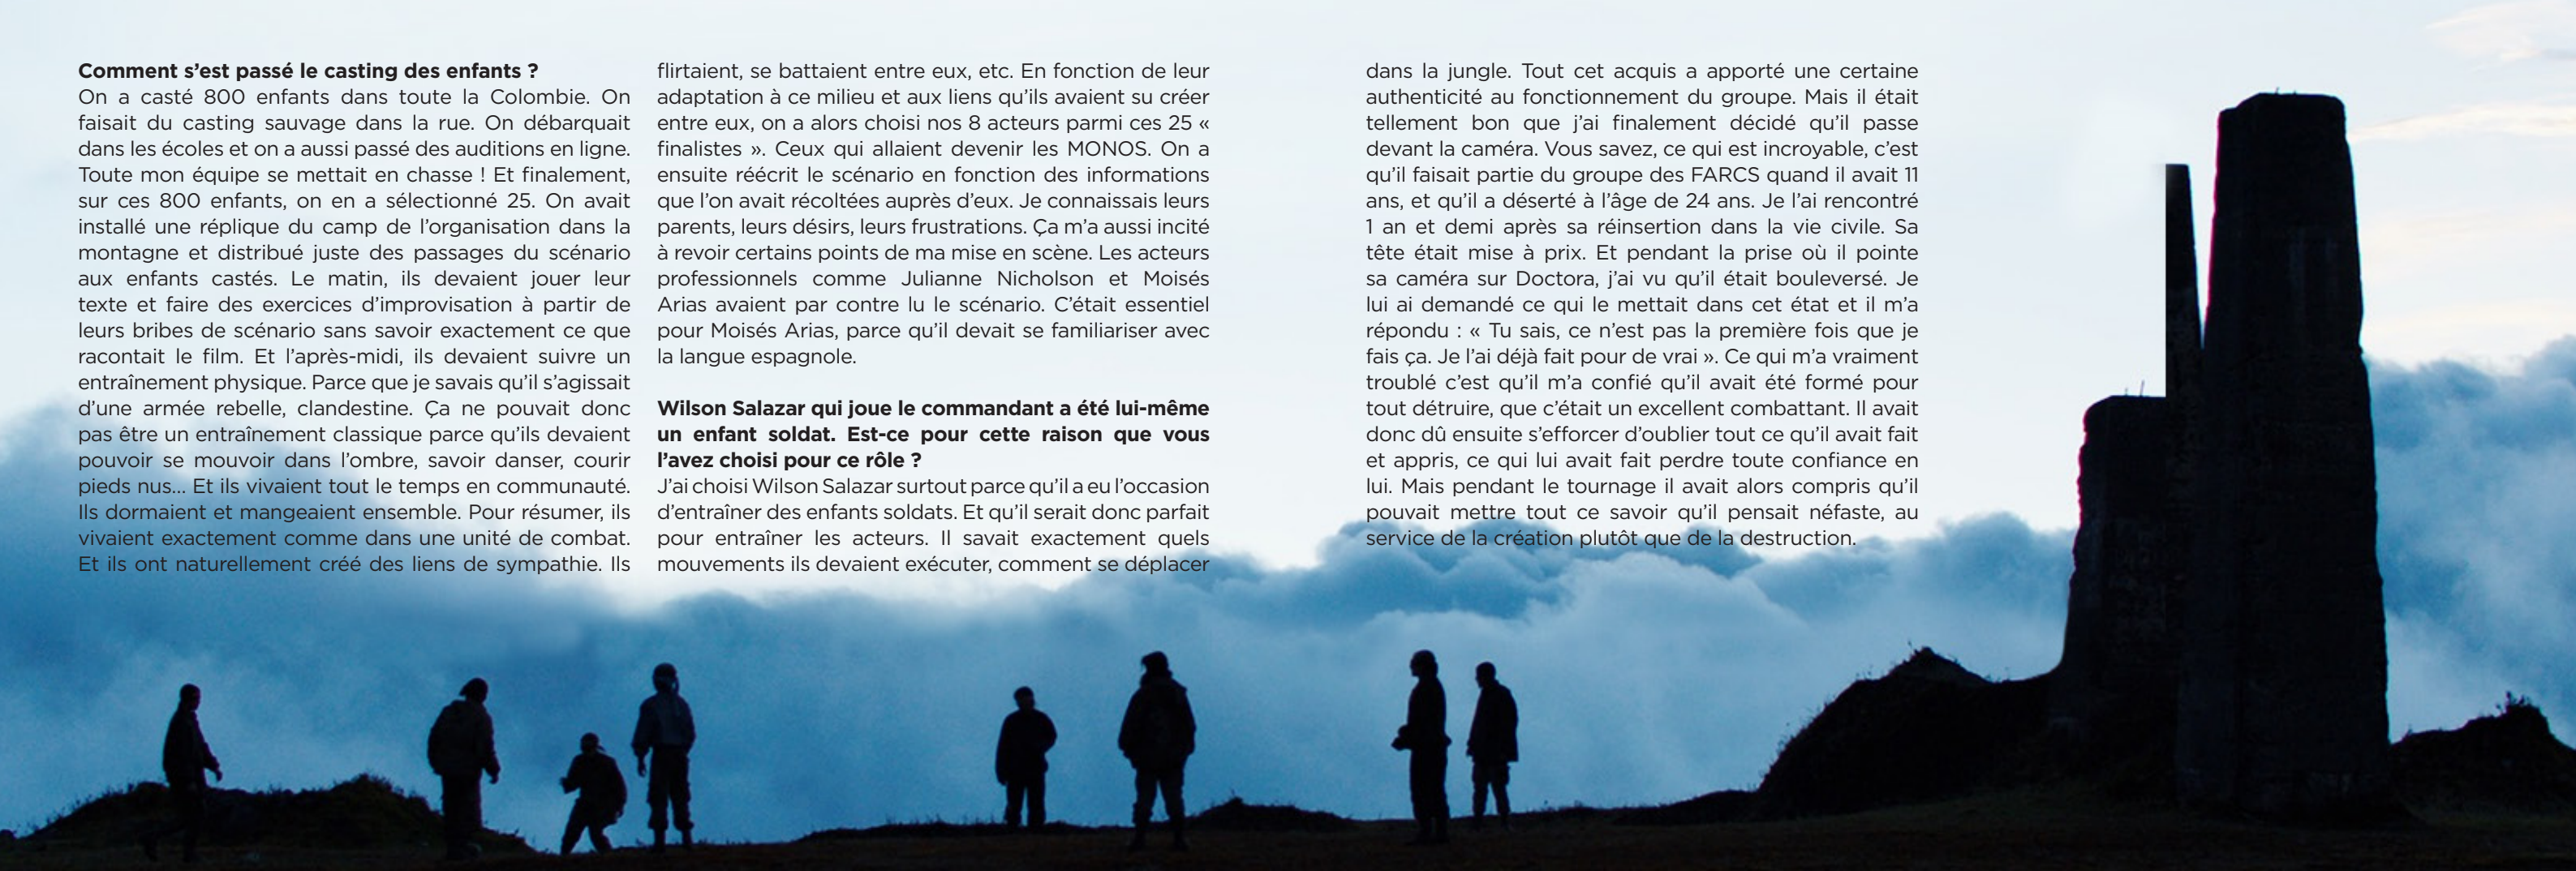 Comment s’est passé le casting des enfants ?
On a casté 800 enfants dans toute la Colombie. On
faisait du casting sauvage dans la rue. On débarquait
dans les écoles et on a aussi passé des auditions en ligne.
Toute mon équipe se mettait en chasse ! Et finalement,
sur ces 800 enfants, on en a sélectionné 25. On avait
installé une réplique du camp de l’organisation dans la
montagne et distribué juste des passages du scénario
aux enfants castés. Le matin, ils devaient jouer leur
texte et faire des exercices d’improvisation à partir de
leurs bribes de scénario sans savoir exactement ce que
racontait le film. Et l’après-midi, ils devaient suivre un
entraînement physique. Parce que je savais qu’il s’agissait
d’une armée rebelle, clandestine. Ça ne pouvait donc
pas être un entraînement classique parce qu’ils devaient
pouvoir se mouvoir dans l’ombre, savoir danser, courir
pieds nus... Et ils vivaient tout le temps en communauté.
Ils dormaient et mangeaient ensemble. Pour résumer, ils
vivaient exactement comme dans une unité de combat.
Et ils ont naturellement créé des liens de sympathie. Ils
flirtaient, se battaient entre eux, etc. En fonction de leur
adaptation à ce milieu et aux liens qu’ils avaient su créer
entre eux, on a alors choisi nos 8 acteurs parmi ces 25 «
finalistes ». Ceux qui allaient devenir les MONOS. On a
ensuite réécrit le scénario en fonction des informations
que l’on avait récoltées auprès d’eux. Je connaissais leurs
parents, leurs désirs, leurs frustrations. Ça m’a aussi incité
à revoir certains points de ma mise en scène. Les acteurs
professionnels comme Julianne Nicholson et Moisés
Arias avaient par contre lu le scénario. C’était essentiel
pour Moisés Arias, parce qu’il devait se familiariser avec
la langue espagnole.
Wilson Salazar qui joue le commandant a été lui-même
un enfant soldat. Est-ce pour cette raison que vous
l’avez choisi pour ce rôle ?
J’ai choisi Wilson Salazar surtout parce qu’il a eu l’occasion
d’entraîner des enfants soldats. Et qu’il serait donc parfait
pour entraîner les acteurs. Il savait exactement quels
mouvements ils devaient exécuter, comment se déplacer
dans la jungle. Tout cet acquis a apporté une certaine
authenticité au fonctionnement du groupe. Mais il était
tellement bon que j’ai finalement décidé qu’il passe
devant la caméra. Vous savez, ce qui est incroyable, c’est
qu’il faisait partie du groupe des FARCS quand il avait 11
ans, et qu’il a déserté à l’âge de 24 ans. Je l’ai rencontré
1 an et demi après sa réinsertion dans la vie civile. Sa
tête était mise à prix. Et pendant la prise où il pointe
sa caméra sur Doctora, j’ai vu qu’il était bouleversé. Je
lui ai demandé ce qui le mettait dans cet état et il m’a
répondu : « Tu sais, ce n’est pas la première fois que je
fais ça. Je l’ai déjà fait pour de vrai ». Ce qui m’a vraiment
troublé c’est qu’il m’a confié qu’il avait été formé pour
tout détruire, que c’était un excellent combattant. Il avait
donc dû ensuite s’efforcer d’oublier tout ce qu’il avait fait
et appris, ce qui lui avait fait perdre toute confiance en
lui. Mais pendant le tournage il avait alors compris qu’il
pouvait mettre tout ce savoir qu’il pensait néfaste, au
service de la création plutôt que de la destruction.